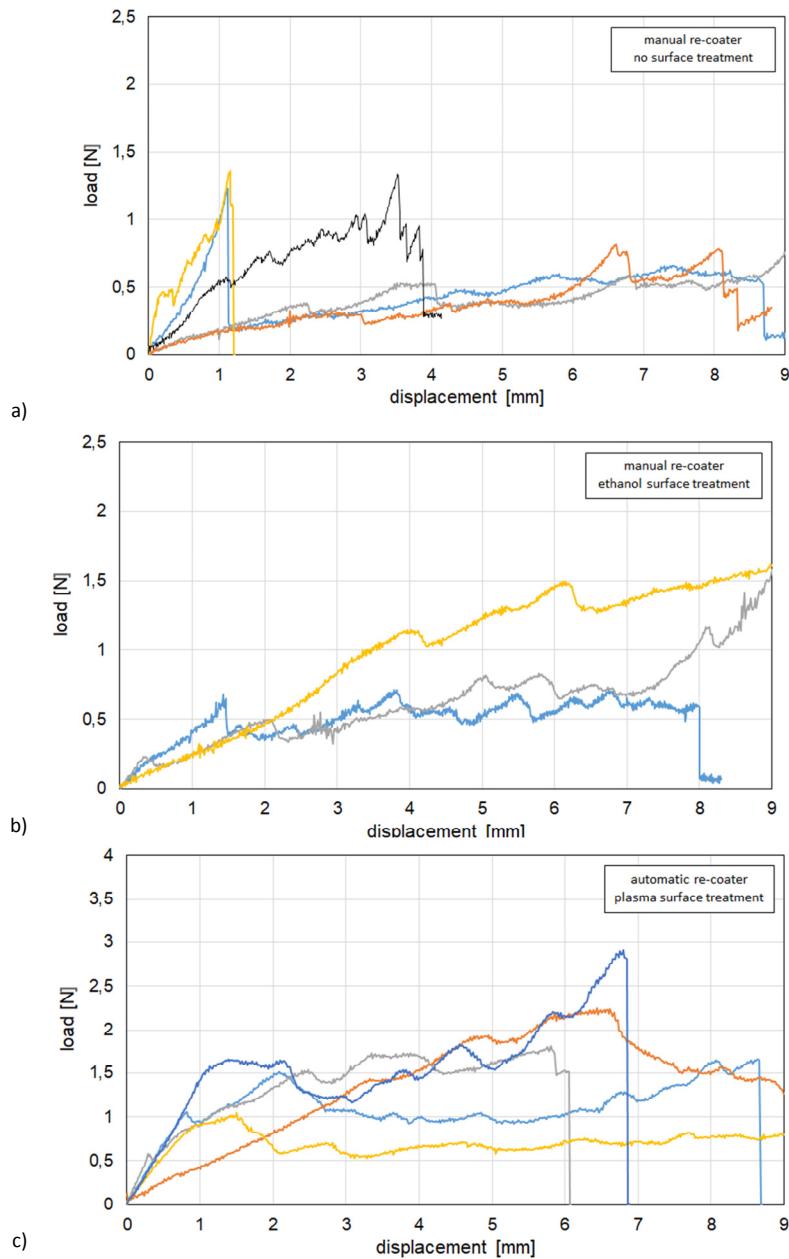 2,5
2
1,5
1
0,5
0
load [N]
manual re-coater
no surface treatment
0 1 2 3 4 5 6 7 8 9
displacement [mm]
a)
2,5
2
1,5
1
0,5
0
load [N]
manual re-coater
ethanol surface treatment
0 1 2 3 4 5 6 7 8 9
displacement [mm]
b)
4
3,5
3
2,5
2
1,5
1
0,5
0
load [N]
automatic re-coater
plasma surface treatment
0 1 2 3 4 5 6 7 8 9
displacement [mm]
c)